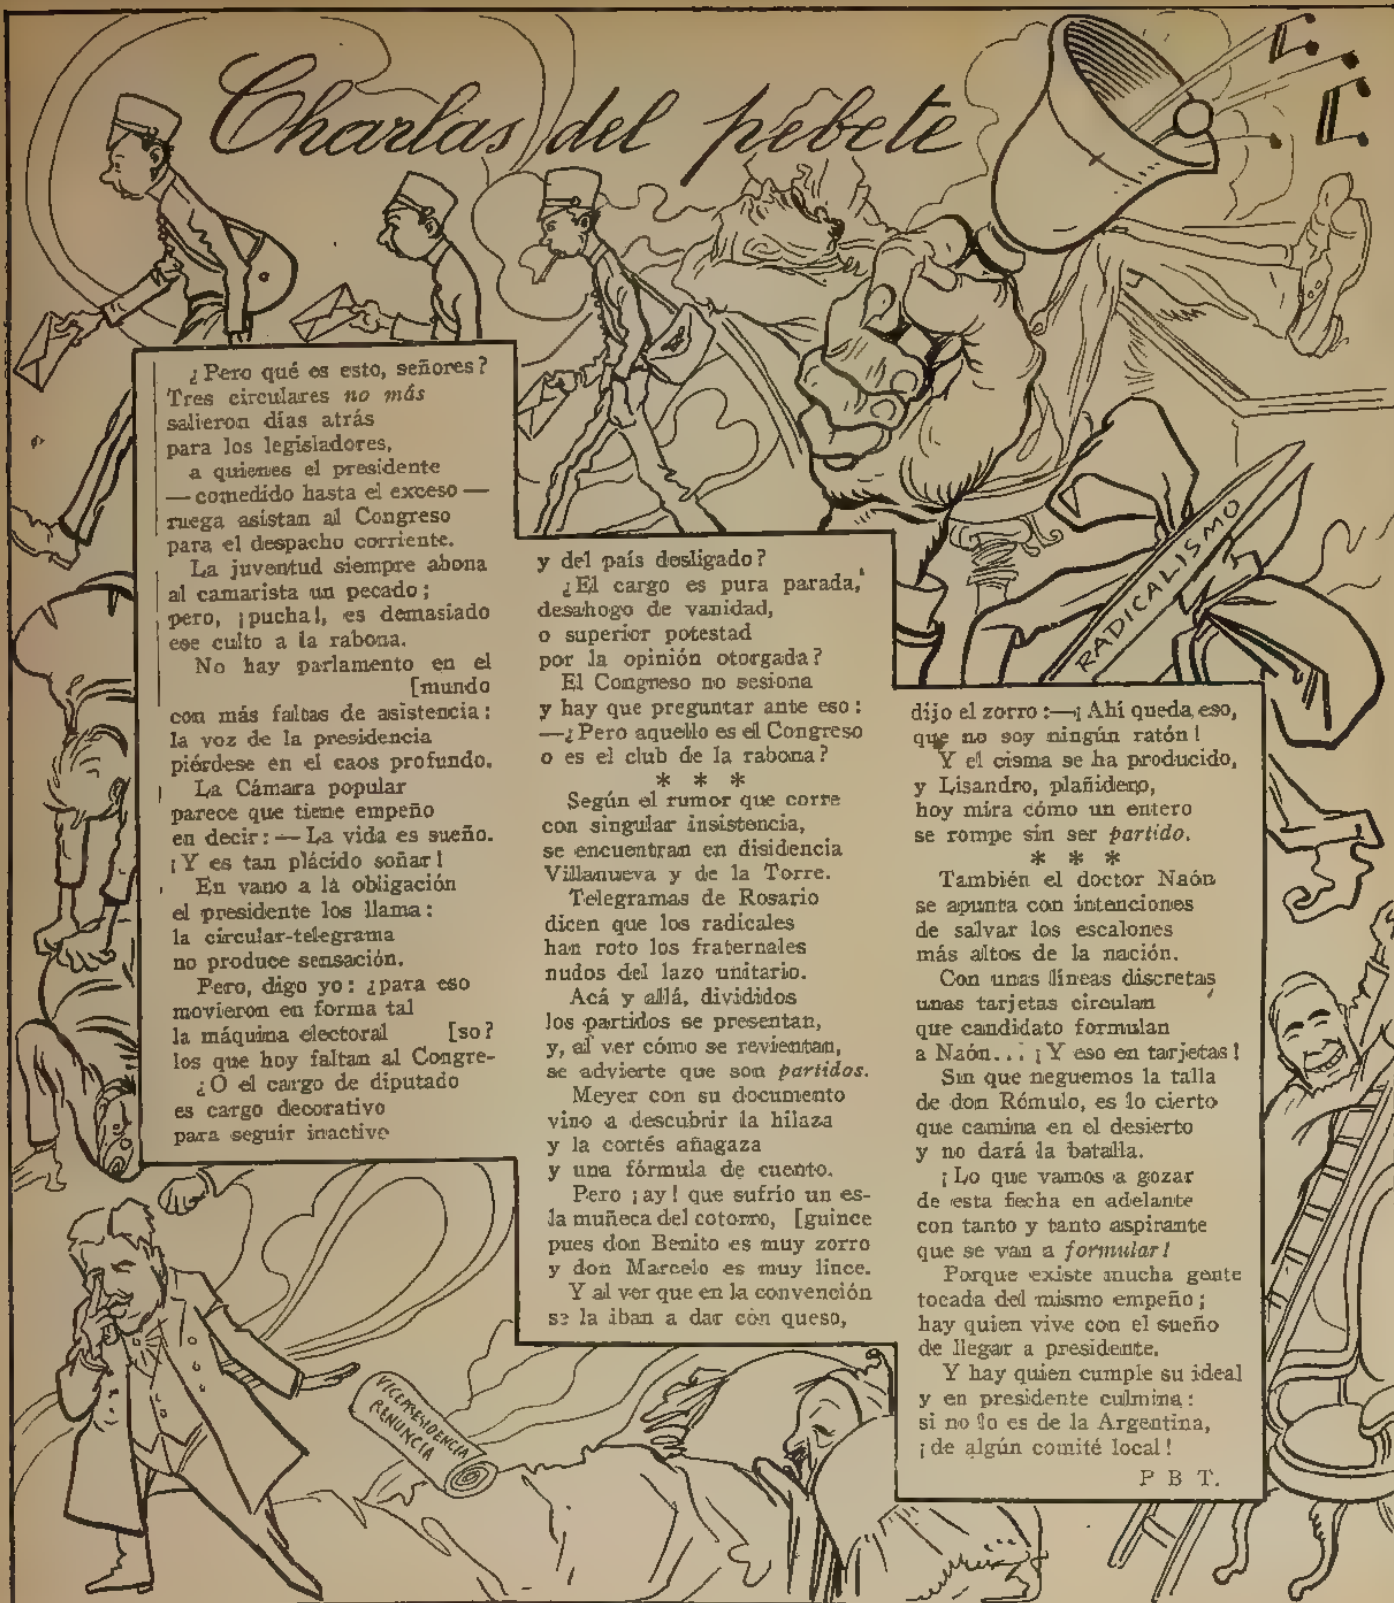 Charlas del pebete
¿Pero qué es esto, señores?
Tres circulares no más
salieron días atrás
para los legisladores,
a quienes el presidente
—comedido hasta el exceso—
ruega asistan al Congreso
para el despacho corriente.
La juventud siempre abona
al camarista un pecado;
pero, ¡pucha!, es demasiado
ese culto a la rabona.
No hay parlamento en el
[mundo
con más faltas de asistencia:
la voz de la presidencia
piérdese en el caos profundo.
La Cámara popular
parece que tiene empeño
en decir:—La vida es sueño.
¡Y es tan plácido soñar!
En vano a la obligación
el presidente los llama:
la circular-telegrama
no produce sensación.
Pero, digo yo: ¿para eso
movieron en forma tal
la máquina electoral [so?
los que hoy faltan al Congre-
¿O el cargo de diputado
es cargo decorativo
para seguir inactivo
y del país desligado?
¿El cargo es pura parada,
desahogo de vanidad,
o superior potestad
por la opinión otorgada?
El Congreso no sesiona
y hay que preguntar ante eso:
—¿Pero aquello es el Congreso
o es el club de la rabona?
* * *
Según el rumor que corre
con singular insistencia,
se encuentran en disidencia
Villanueva y de la Torre.
Telegramas de Rosario
dicen que los radicales
han roto los fraternales
nudos del lazo unitario.
Acá y allá, divididos
los partidos se presentan,
y, al ver cómo se revientan,
se advierte que son partidos.
Meyer con su documento
vino a descubrir la hilaza
y la cortés añagaza
y una fórmula de cuento.
Pero ¡ay! que sufrio un es-
la muñeca del cotorro, [guince
pues don Benito es muy zorro
y don Marcelo es muy lince.
Y al ver que en la convención
se la iban a dar con queso,
dijo el zorro:—¡Ahí queda eso,
que no soy ningún ratón!
Y el cisma se ha producido,
y Lisandro, plañidero,
hoy mira cómo un entero
se rompe sin ser partido.
* * *
También el doctor Naón
se apunta con intenciones
de salvar los escalones
más altos de la nación.
Con unas líneas discretas
unas tarjetas circulan
que candidato formulan
a Naón... ¡Y eso en tarjetas!
Sin que neguemos la talla
de don Rómulo, es lo cierto
que camina en el desierto
y no dará la batalla.
¡Lo que vamos a gozar
de esta fecha en adelante
con tanto y tanto aspirante
que se van a formular!
Porque existe mucha gente
tocada del mismo empeño;
hay quien vive con el sueño
de llegar a presidente.
Y hay quien cumple su ideal
y en presidente culmina:
si no lo es de la Argentina,
¡de algún comité local!
P B T.
RADICALISMO
VICEPRESIDENCIA
RENUNCIA